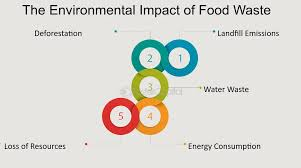 The Environmental Impact of Food Waste
Deforestation
Landfill Emissions
2
1
3
Water Waste
5
4
Loss of Resources
Energy Consumption